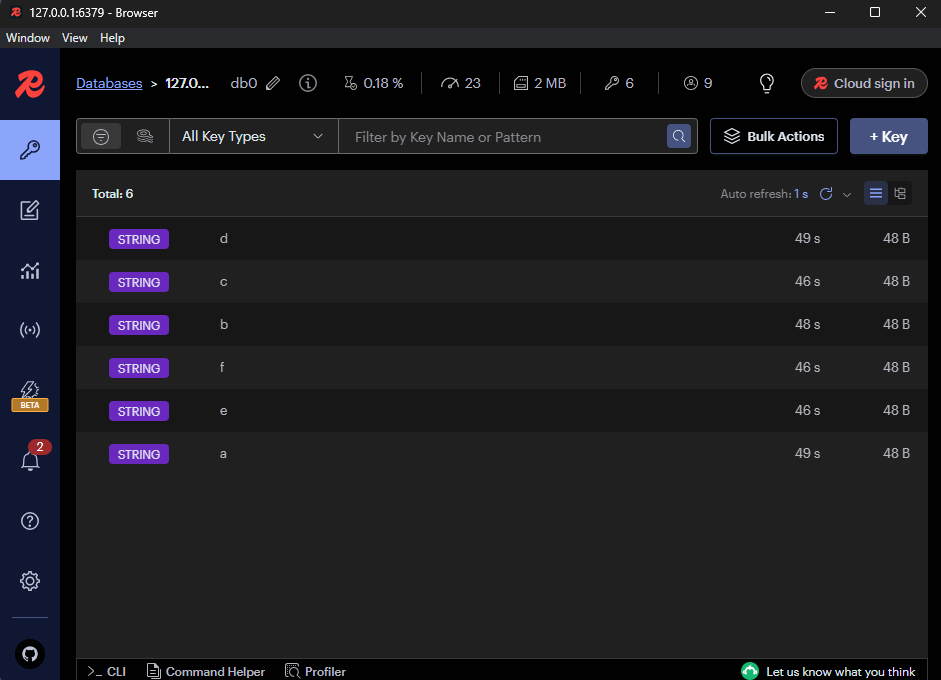 127.0.0.1:6379 - Browser
Window View Help
Databases > 127.0... db0 0.18 % 23 2 MB 6 9 Cloud sign in
All Key Types Filter by Key Name or Pattern Bulk Actions + Key
Total: 6 Auto refresh: 1 s
STRING d 49 s 48 B
STRING c 46 s 48 B
STRING b 48 s 48 B
STRING f 46 s 48 B
BETA
STRING e 46 s 48 B
2
STRING a 49 s 48 B
>_ CLI Command Helper Profiler Let us know what you think